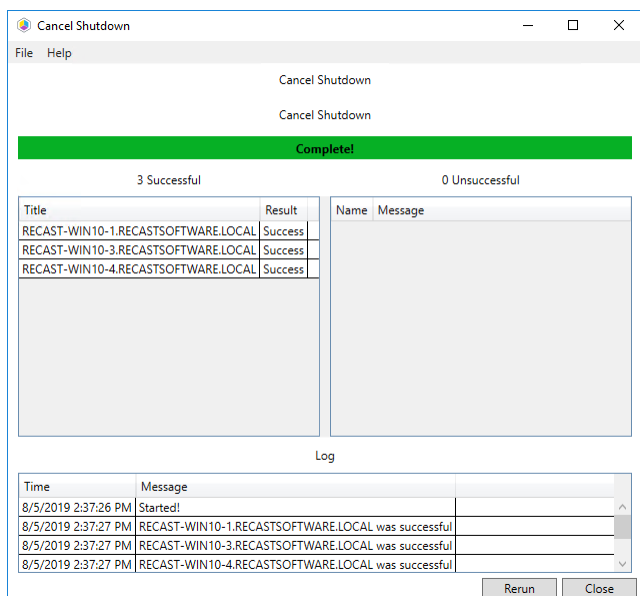 Cancel Shutdown
File Help
Cancel Shutdown
Cancel Shutdown
Complete!
3 Successful
0 Unsuccessful
Title Result
RECAST-WIN10-1.RECASTSOFTWARE.LOCAL Success
RECAST-WIN10-3.RECASTSOFTWARE.LOCAL Success
RECAST-WIN10-4.RECASTSOFTWARE.LOCAL Success
Name Message
Log
Time Message
8/5/2019 2:37:26 PM Started!
8/5/2019 2:37:27 PM RECAST-WIN10-1.RECASTSOFTWARE.LOCAL was successful
8/5/2019 2:37:27 PM RECAST-WIN10-3.RECASTSOFTWARE.LOCAL was successful
8/5/2019 2:37:27 PM RECAST-WIN10-4.RECASTSOFTWARE.LOCAL was successful
Rerun Close